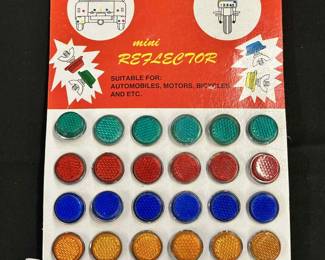 mini
REFLECTOR
SUITABLE FOR:
AUTOMOBILES, MOTORS, BICYCLES
AND ETC.